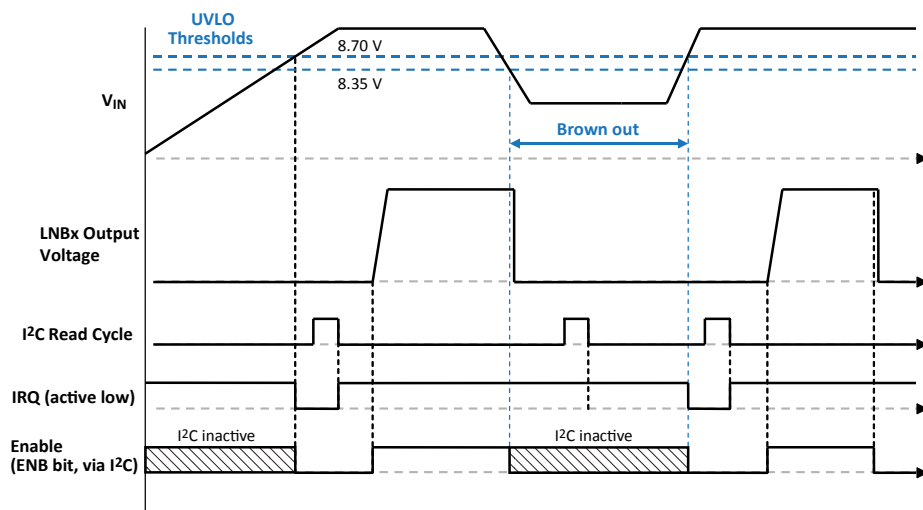 UVLO
Thresholds
8.70 V
8.35 V
VIN
Brown out
LNBx Output
Voltage
I²C Read Cycle
IRQ (active low)
I²C inactive
I²C inactive
Enable
(ENB bit, via I²C)